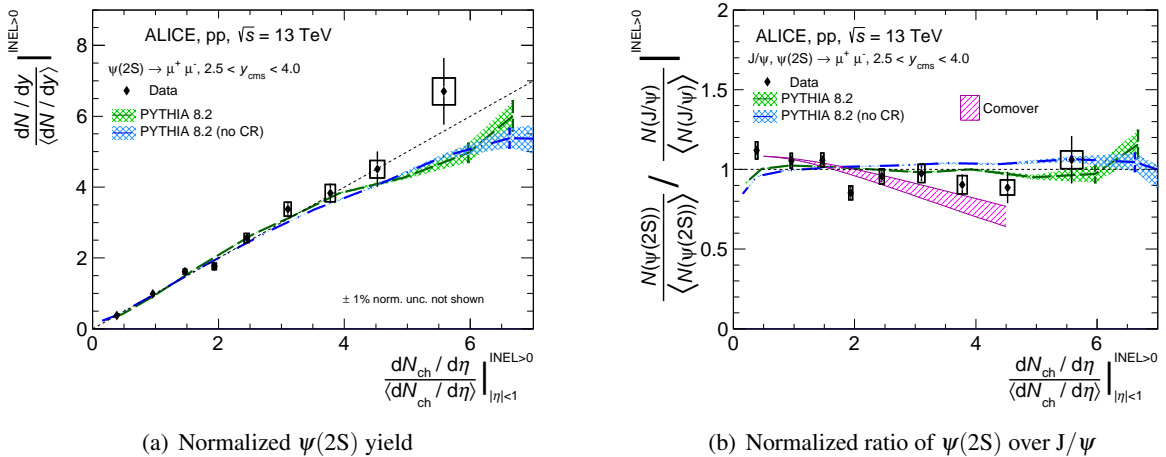 ALICE, pp, √s = 13 TeV
ψ(2S) → μ⁺ μ⁻, 2.5 < y_cms < 4.0
Data
PYTHIA 8.2
PYTHIA 8.2 (no CR)
± 1% norm. unc. not shown
dN / dy
⟨dN / dy⟩
INEL>0
8
6
4
2
0
0 2 4 6
dN_ch / dη
⟨dN_ch / dη⟩
INEL>0
|η|<1
(a) Normalized ψ(2S) yield
ALICE, pp, √s = 13 TeV
J/ψ, ψ(2S) → μ⁺ μ⁻, 2.5 < y_cms < 4.0
Data
PYTHIA 8.2
PYTHIA 8.2 (no CR)
Comover
N(ψ(2S))
⟨N(ψ(2S))⟩
/
N(J/ψ)
⟨N(J/ψ)⟩
INEL>0
2
1.5
1
0.5
0
0 2 4 6
dN_ch / dη
⟨dN_ch / dη⟩
INEL>0
|η|<1
(b) Normalized ratio of ψ(2S) over J/ψ